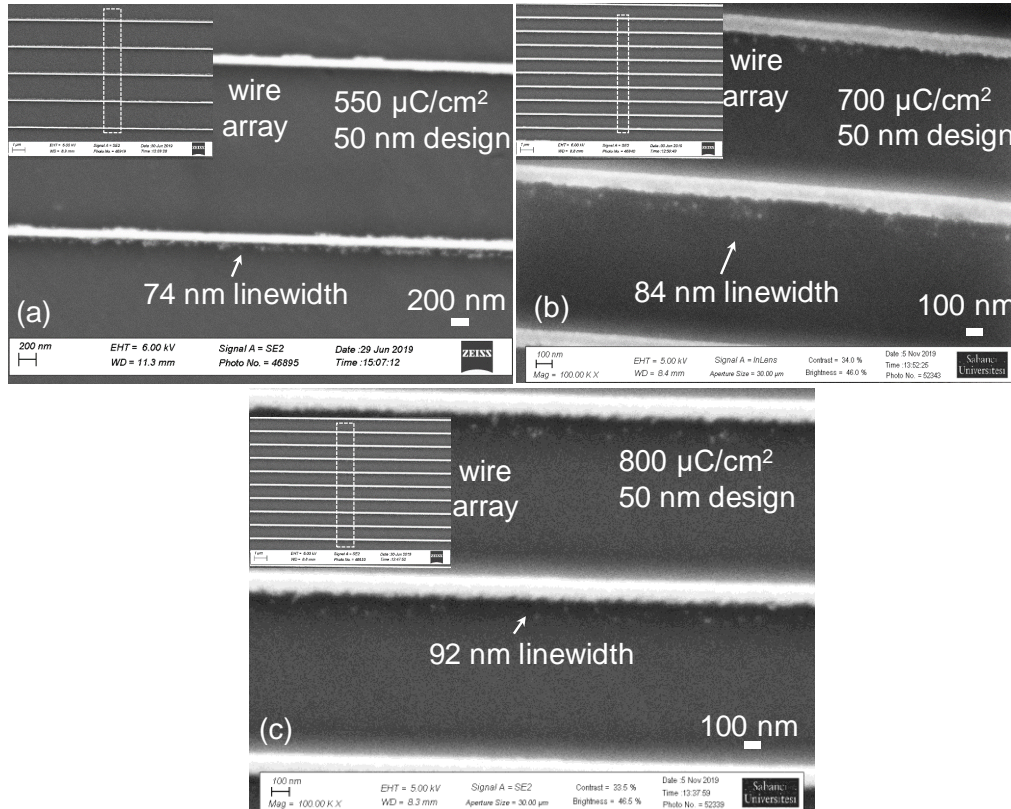 wire
array
550 µC/cm²
50 nm design
74 nm linewidth
(a)
200 nm
200 nm
EHT = 6.00 kV
WD = 11.3 mm
Signal A = SE2
Photo No. = 46895
Date :29 Jun 2019
Time :15:07:12
ZEISS
wire
array
700 µC/cm²
50 nm design
84 nm linewidth
(b)
100 nm
100 nm
Mag = 100.00 K X
EHT = 5.00 kV
WD = 8.4 mm
Signal A = InLens
Aperture Size = 30.00 µm
Contrast = 34.0 %
Brightness = 46.0 %
Date :5 Nov 2019
Time :13:52:25
Photo No. = 52343
Sabancı
Üniversitesi
wire
array
800 µC/cm²
50 nm design
92 nm linewidth
(c)
100 nm
100 nm
Mag = 100.00 K X
EHT = 5.00 kV
WD = 8.3 mm
Signal A = SE2
Aperture Size = 30.00 µm
Contrast = 33.5 %
Brightness = 46.5 %
Date :5 Nov 2019
Time :13:37:59
Photo No. = 52339
Sabancı
Üniversitesi